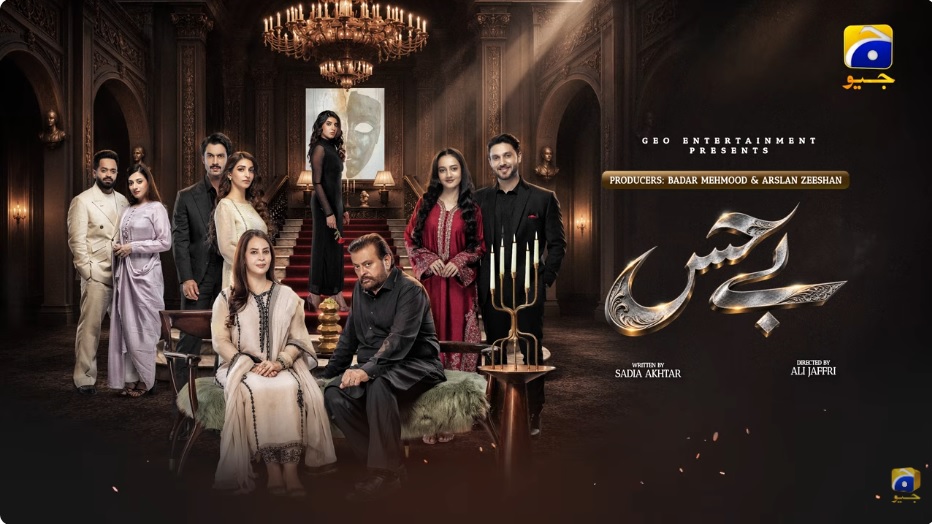 جیو
GEO ENTERTAINMENT
PRESENTS
PRODUCERS: BADAR MEHMOOD & ARSLAN ZEESHAN
بے حس
WRITTEN BY
SADIA AKHTAR
DIRECTED BY
ALI JAFFRI
جیو